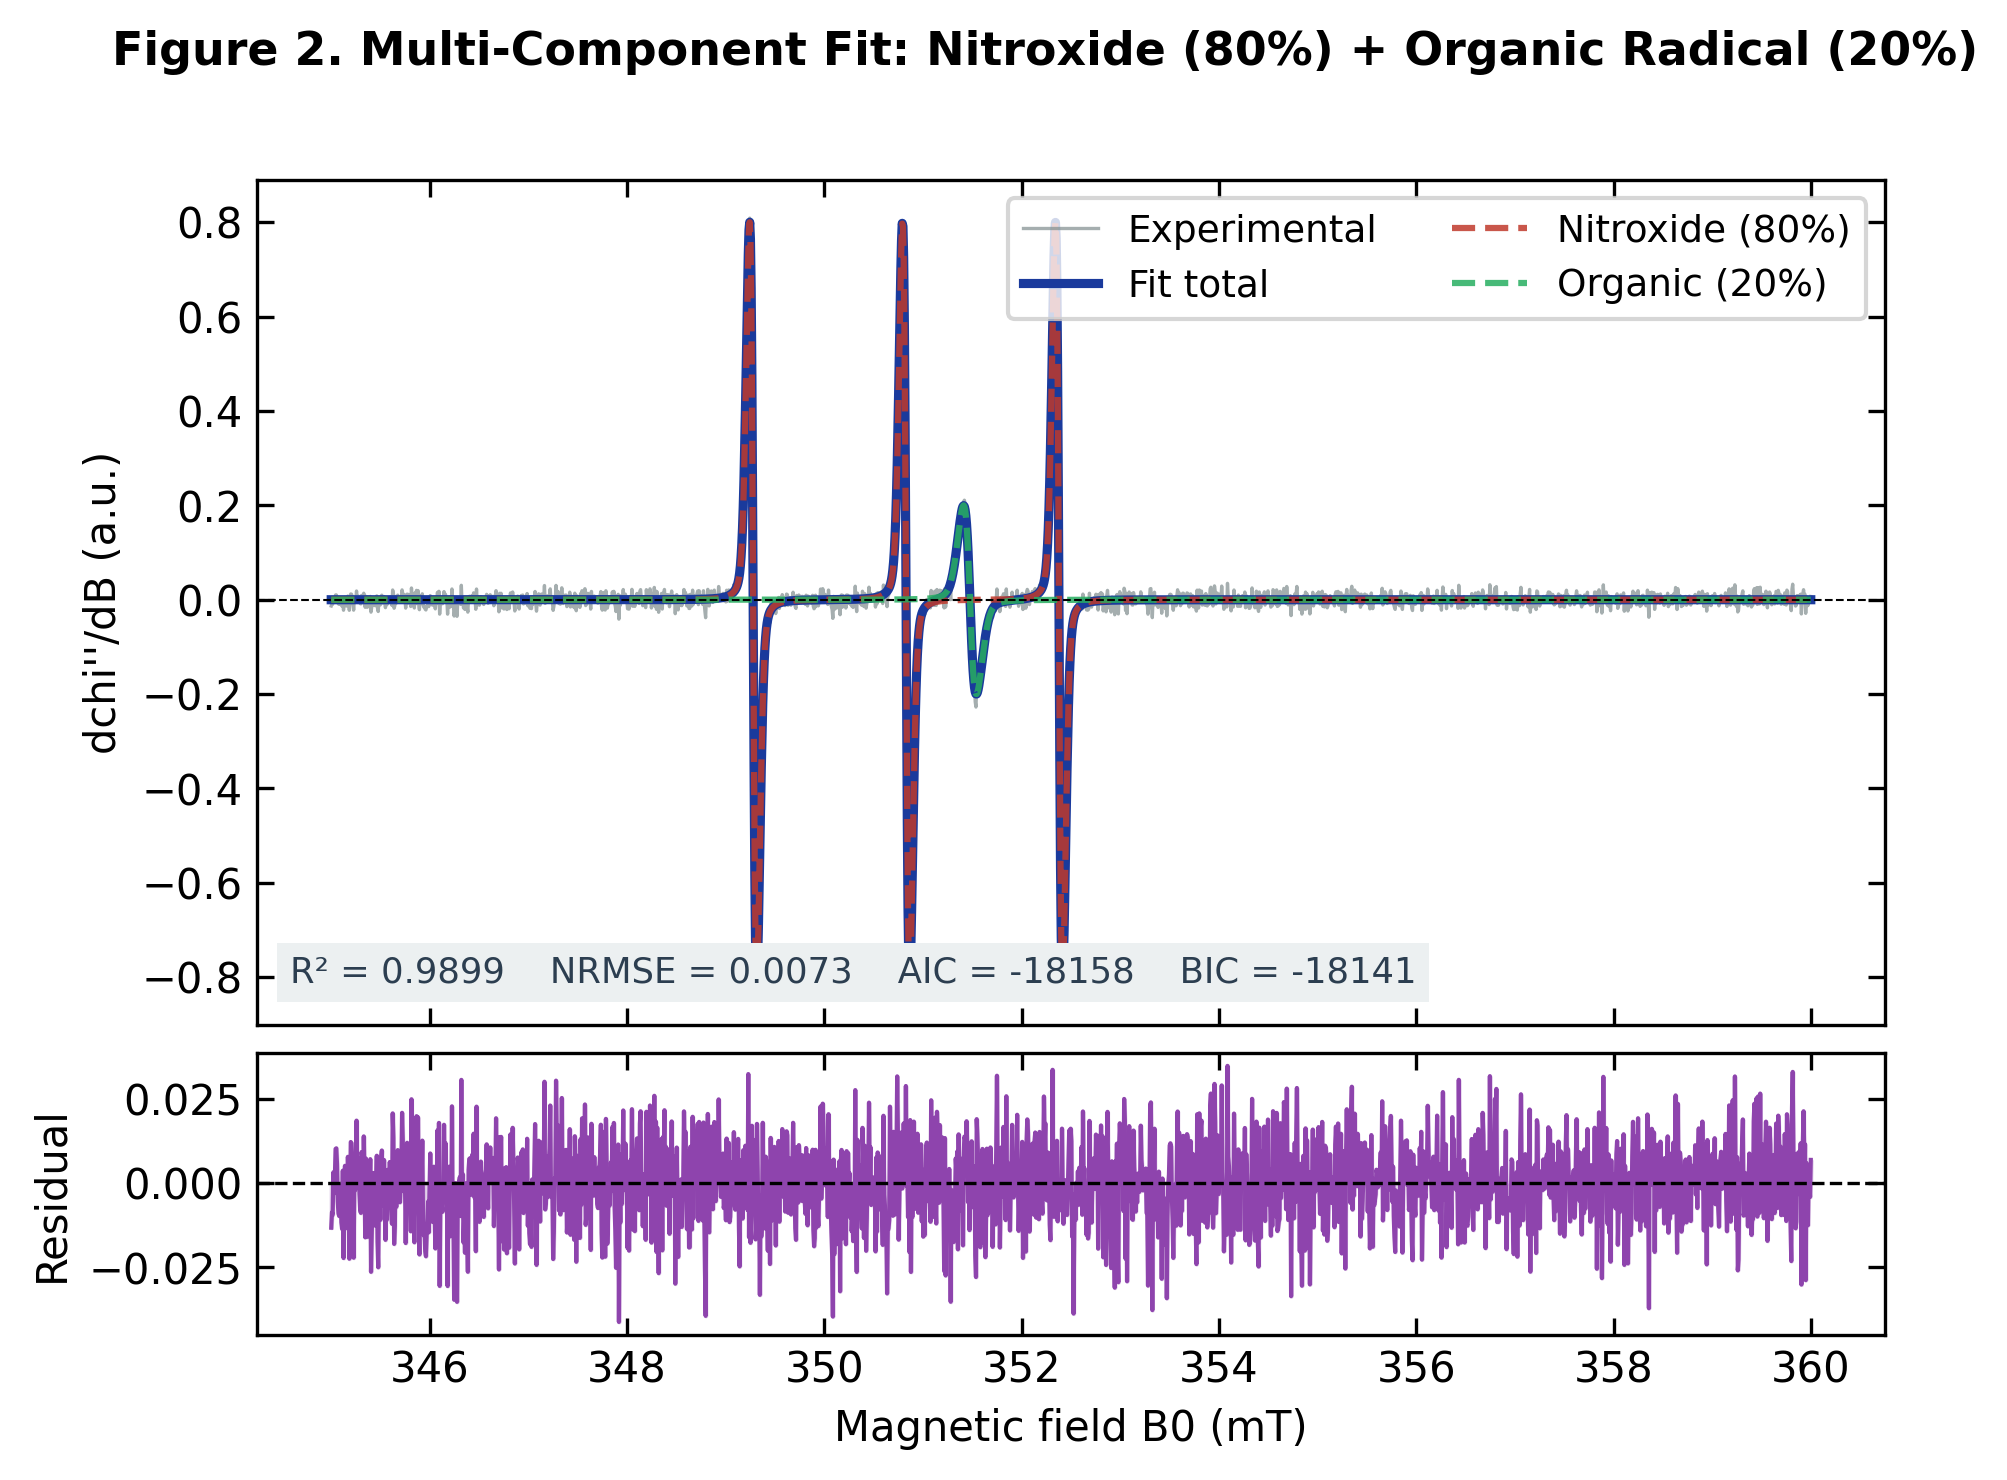 Figure 2. Multi-Component Fit: Nitroxide (80%) + Organic Radical (20%)
Experimental
Fit total
Nitroxide (80%)
Organic (20%)
dchi''/dB (a.u.)
0.8
0.6
0.4
0.2
0.0
−0.2
−0.4
−0.6
−0.8
R² = 0.9899 NRMSE = 0.0073 AIC = -18158 BIC = -18141
Residual
0.025
0.000
−0.025
346 348 350 352 354 356 358 360
Magnetic field B0 (mT)